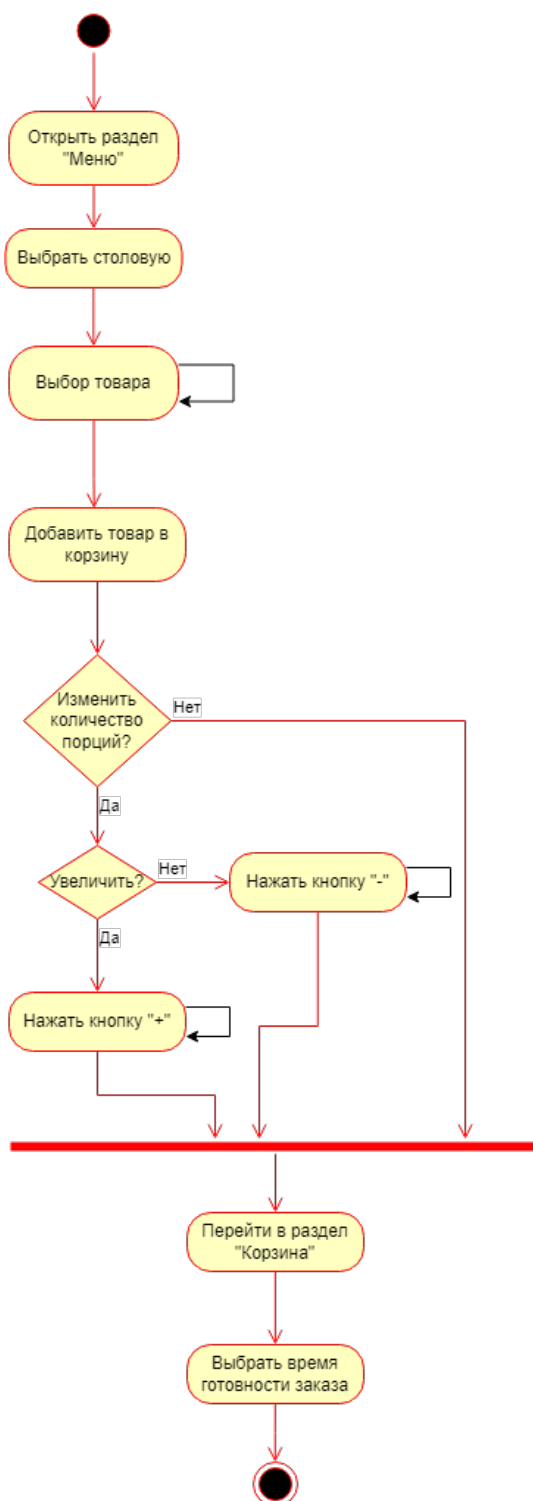 Открыть раздел
"Меню"
Выбрать столовую
Выбор товара
Добавить товар в
корзину
Изменить
количество
порций?
Нет
Да
Увеличить?
Нет
Нажать кнопку "-"
Да
Нажать кнопку "+"
Перейти в раздел
"Корзина"
Выбрать время
готовности заказа